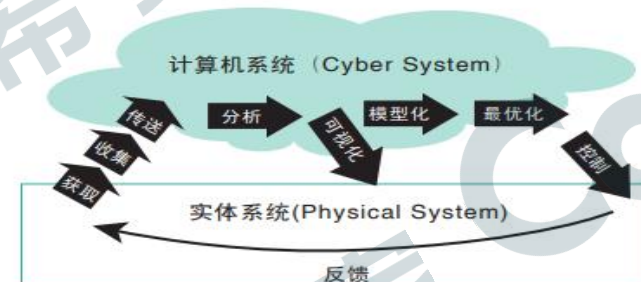 计算机系统（Cyber System）
传送
分析
可视化
模型化
最优化
控制
收集
获取
实体系统(Physical System)
反馈